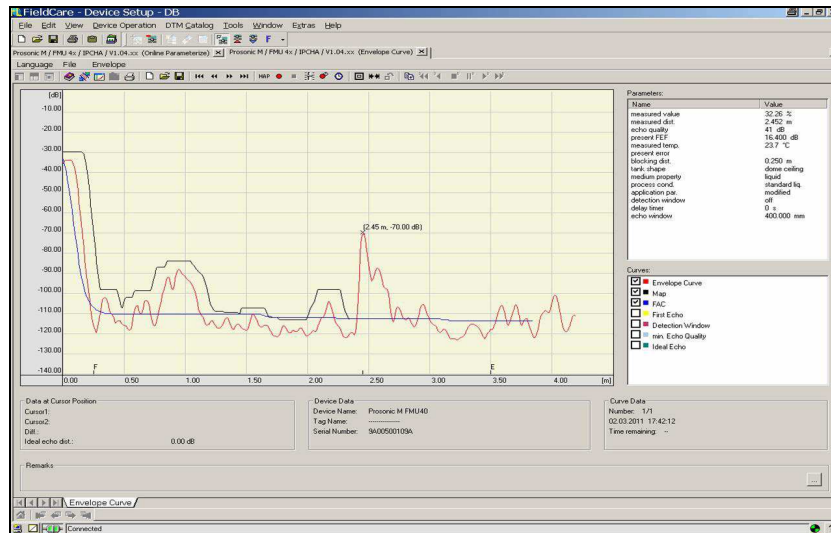 FieldCare - Device Setup - DB
File Edit View Device Operation DTM Catalog Tools Window Extras Help
Prosonic M / FMU 4x / IPCHA / V1.04.xx (Online Parameterize) Prosonic M / FMU 4x / IPCHA / V1.04.xx (Envelope Curve)
Language File Envelope
MAP
[dB]
-10.00
-20.00
-30.00
-40.00
-50.00
-60.00
-70.00
-80.00
-90.00
-100.00
-110.00
-120.00
-130.00
-140.00
(2.45 m, -70.00 dB)
F E
0.00 0.50 1.00 1.50 2.00 2.50 3.00 3.50 4.00 [m]
Parameters:
Name Value
measured value 32.26 %
measured dist. 2.452 m
echo quality 41 dB
present FEF 16.400 dB
measured temp. 23.7 °C
present error
blocking dist. 0.250 m
tank shape dome ceiling
medium property liquid
process cond. standard liq.
application par. modified
detection window off
delay timer 0 s
echo window 400.000 mm
Curves:
Envelope Curve
Map
FAC
First Echo
Detection Window
min. Echo Quality
Ideal Echo
Data at Cursor Position
Cursor1:
Cursor2:
Diff.:
Ideal echo dist.: 0.00 dB
Device Data
Device Name: Prosonic M FMU40
Tag Name: --------------
Serial Number: 9A00500109A
Curve Data
Number: 1/1
02.03.2011 17:42:12
Time remaining: --
Remarks
...
Envelope Curve
Connected